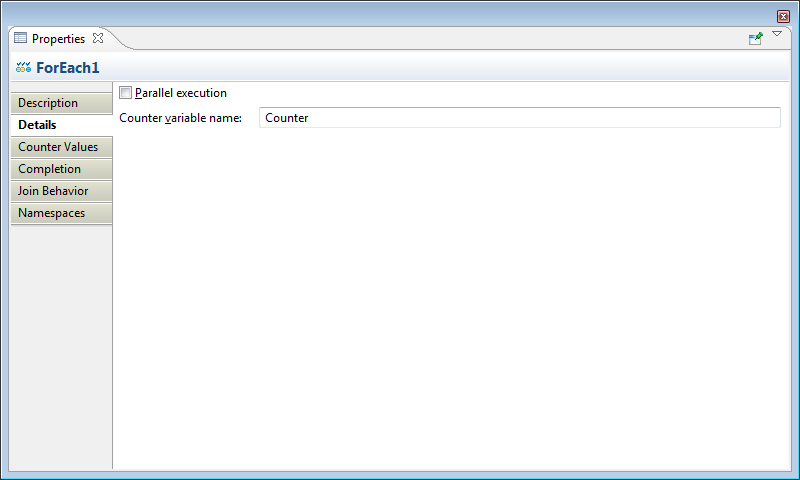 Properties
ForEach1
Description
Details
Counter Values
Completion
Join Behavior
Namespaces
Parallel execution
Counter variable name: Counter